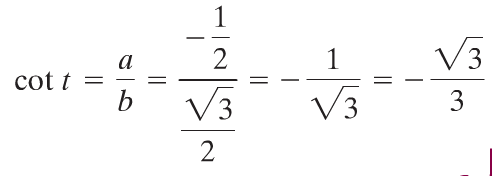 cot t = a/b = (-1/2)/(√3/2) = -1/√3 = -√3/3